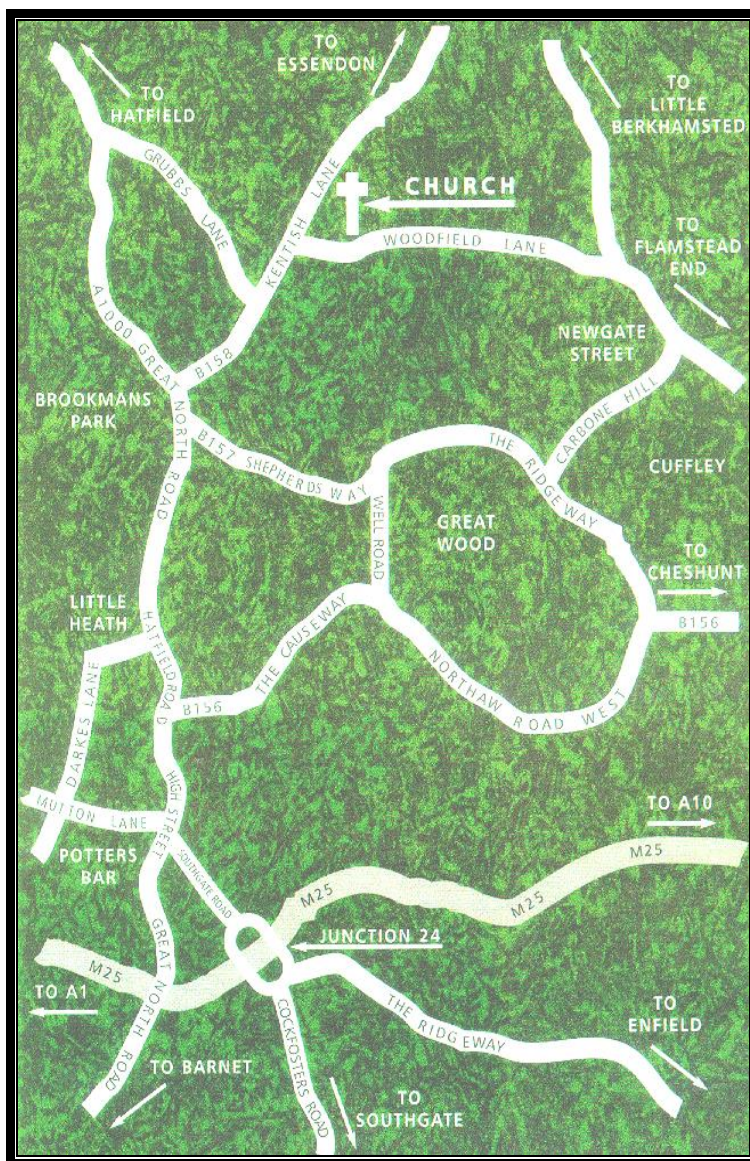 TO
ESSENDON
TO
HATFIELD
TO
LITTLE
BERKHAMSTED
GRUBBS LANE
KENTISH LANE
CHURCH
WOODFIELD LANE
TO
FLAMSTEAD
END
A1000 GREAT NORTH ROAD
B158
NEWGATE
STREET
BROOKMANS
PARK
CARBONE HILL
B157 SHEPHERDS WAY
THE RIDGEWAY
CUFFLEY
WELL ROAD
GREAT
WOOD
TO
CHESHUNT
LITTLE
HEATH
HATFIELD ROAD
B156
THE CAUSEWAY
NORTHAW ROAD WEST
B156
DARKES LANE
MUTTON LANE
HIGH STREET
TO A10
POTTERS
BAR
SOUTHGATE ROAD
M25
M25
M25
JUNCTION 24
GREAT NORTH ROAD
M25
TO A1
THE RIDGEWAY
TO
ENFIELD
COCKFOSTERS ROAD
TO BARNET
TO
SOUTHGATE